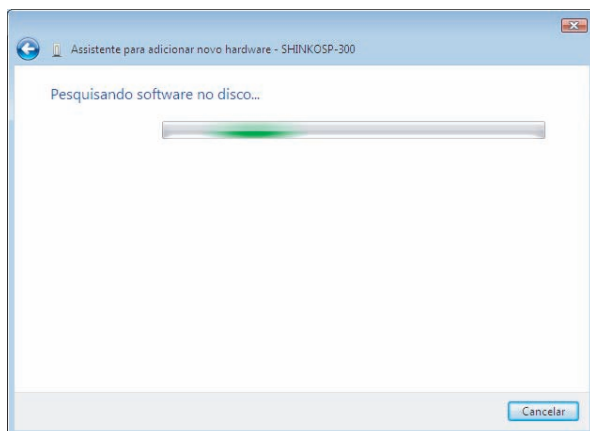 Assistente para adicionar novo hardware - SHINKOSP-300
Pesquisando software no disco...
Cancelar